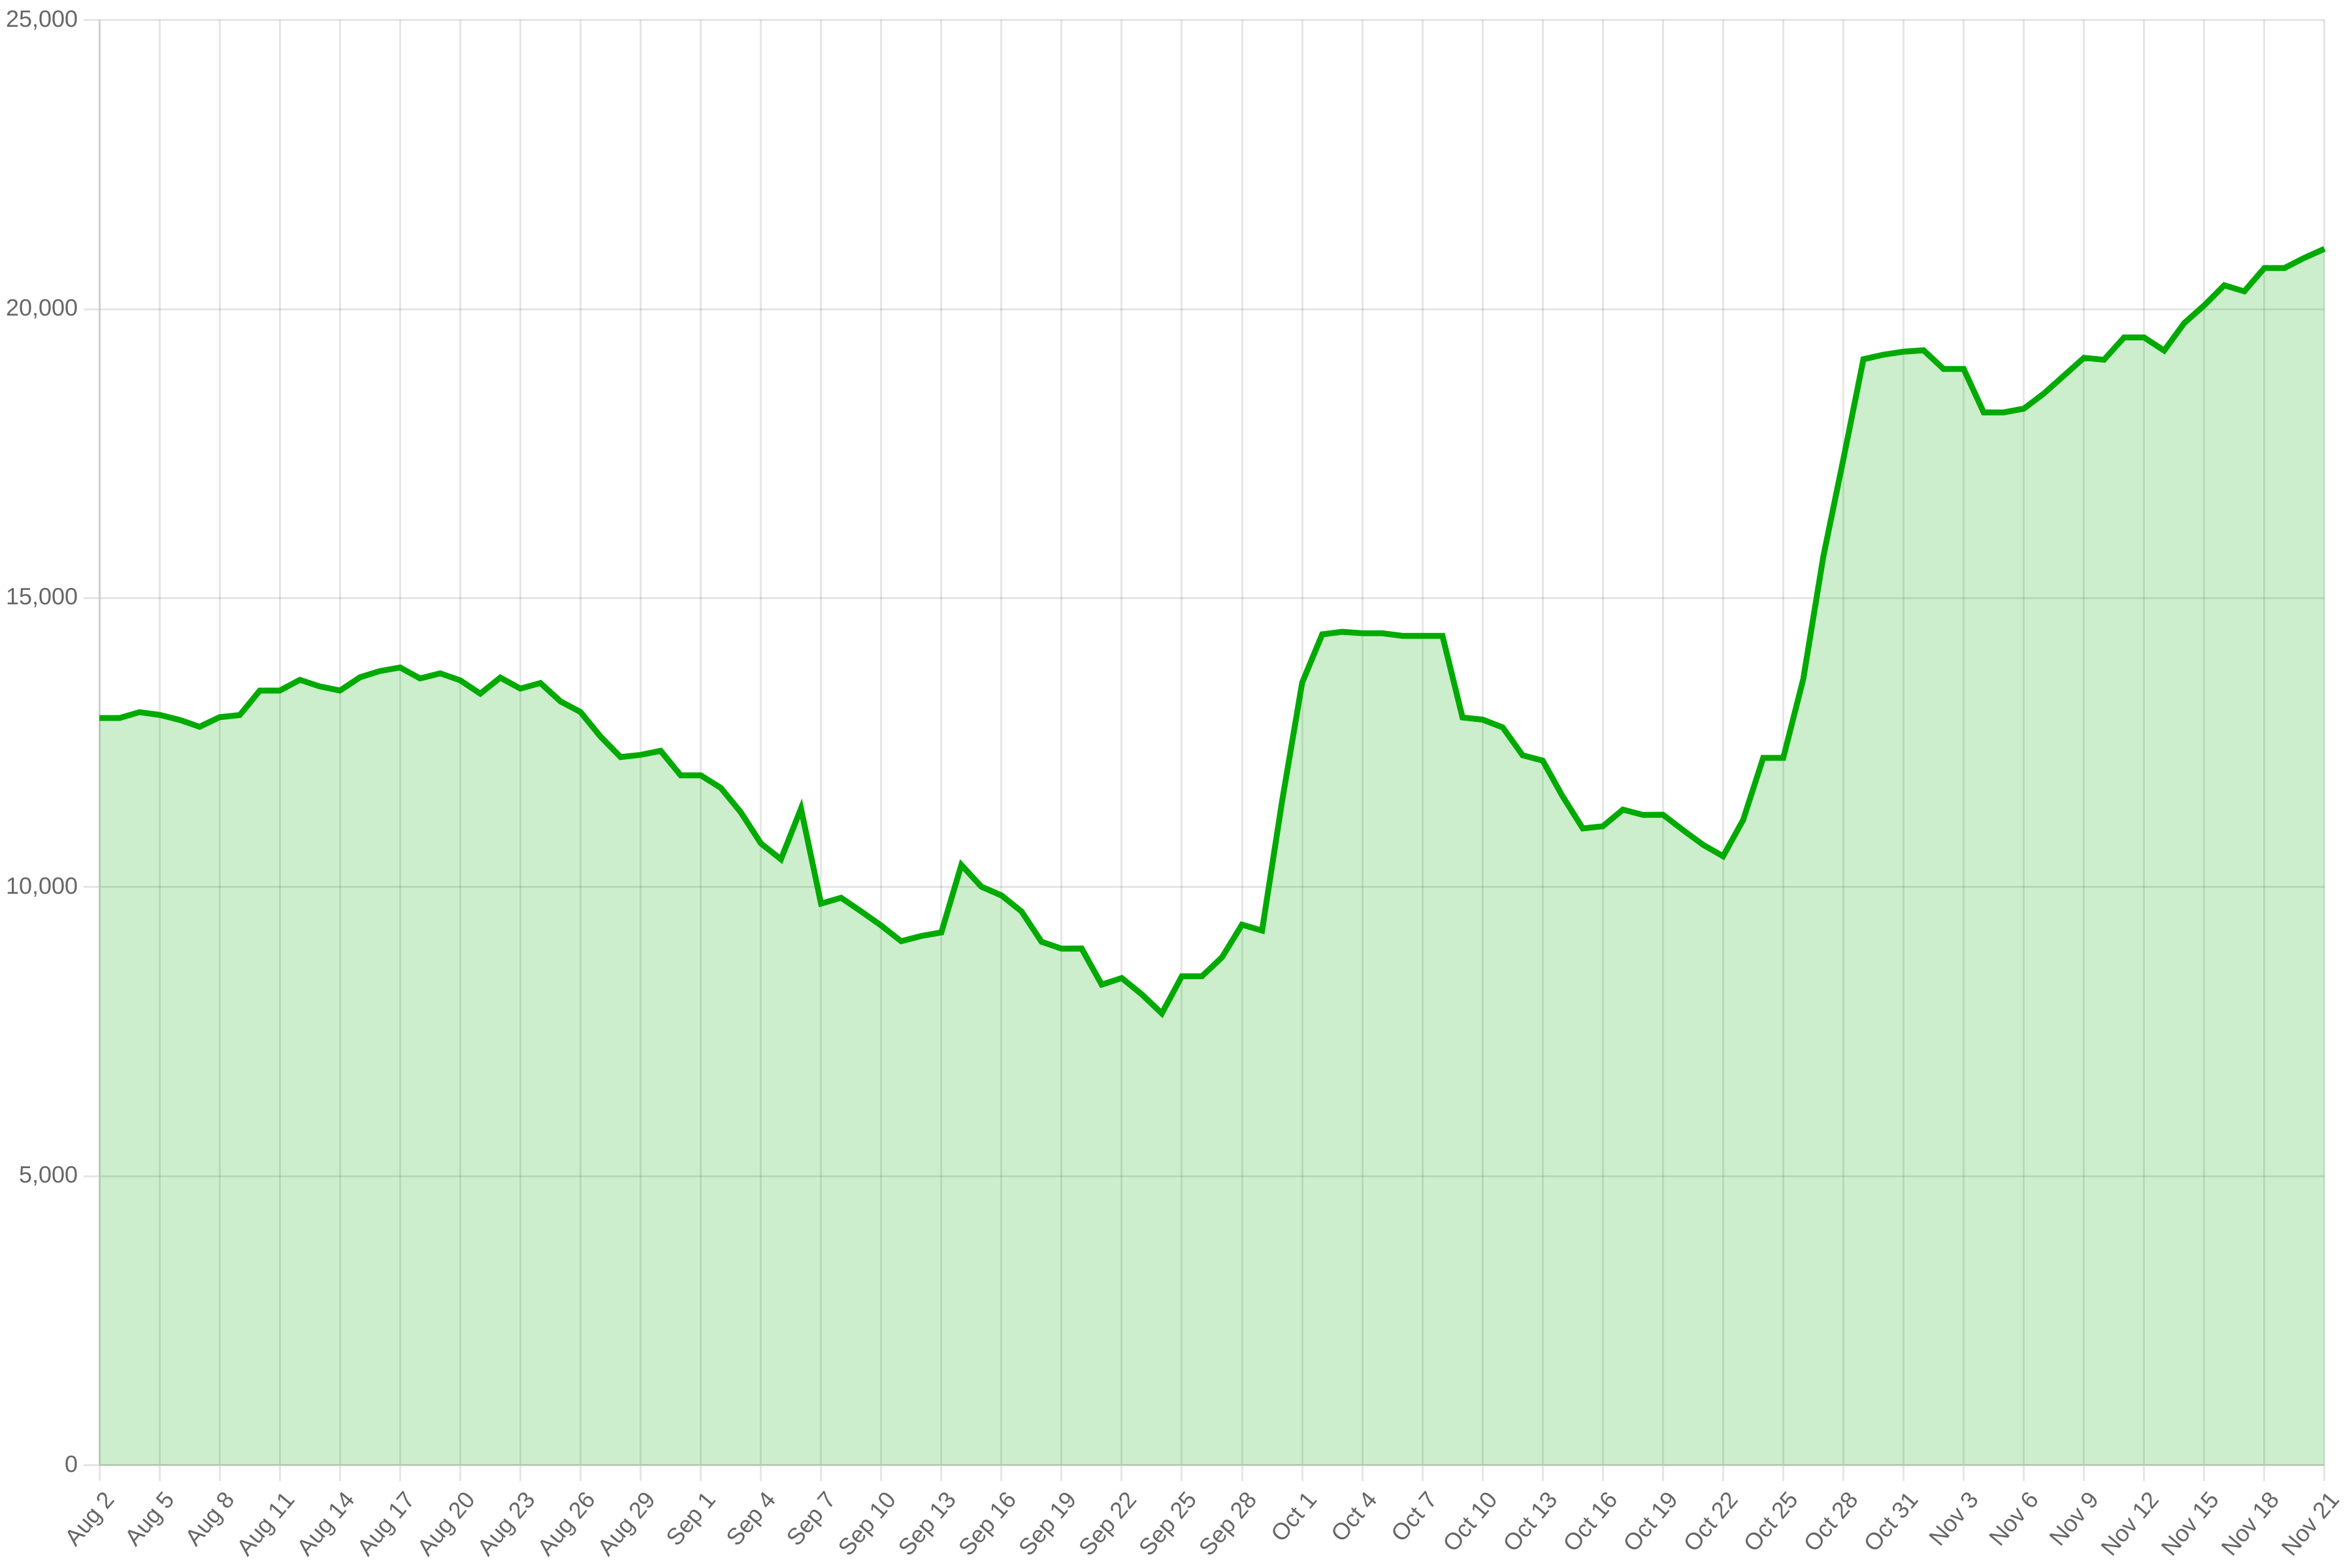 25,000
20,000
15,000
10,000
5,000
0
Aug 2
Aug 5
Aug 8
Aug 11
Aug 14
Aug 17
Aug 20
Aug 23
Aug 26
Aug 29
Sep 1
Sep 4
Sep 7
Sep 10
Sep 13
Sep 16
Sep 19
Sep 22
Sep 25
Sep 28
Oct 1
Oct 4
Oct 7
Oct 10
Oct 13
Oct 16
Oct 19
Oct 22
Oct 25
Oct 28
Oct 31
Nov 3
Nov 6
Nov 9
Nov 12
Nov 15
Nov 18
Nov 21